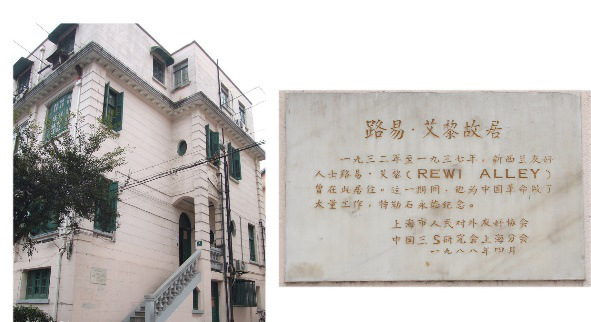 路易·艾黎故居
一九三二年至一九三七年，新西兰友好
人士路易·艾黎（REWI ALLEY）
曾在此居住。这一期间，他为中国革命做了
大量工作，特勒石永志纪念。
上海市人民对外友好协会
中国三S研究会上海分会
一九八八年四月